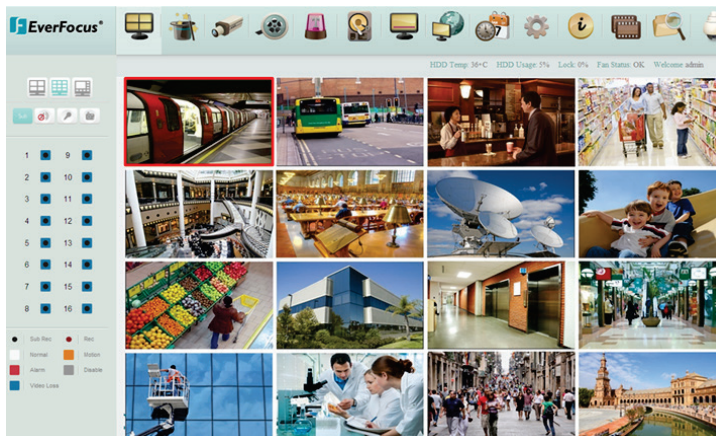 EverFocus®
HDD Temp: 36°C HDD Usage: 5% Lock: 0% Fan Status: OK Welcome admin
Sub
1 9
2 10
3 11
4 12
5 13
6 14
7 15
8 16
Sub Rec Rec
Normal Motion
Alarm Disable
Video Loss